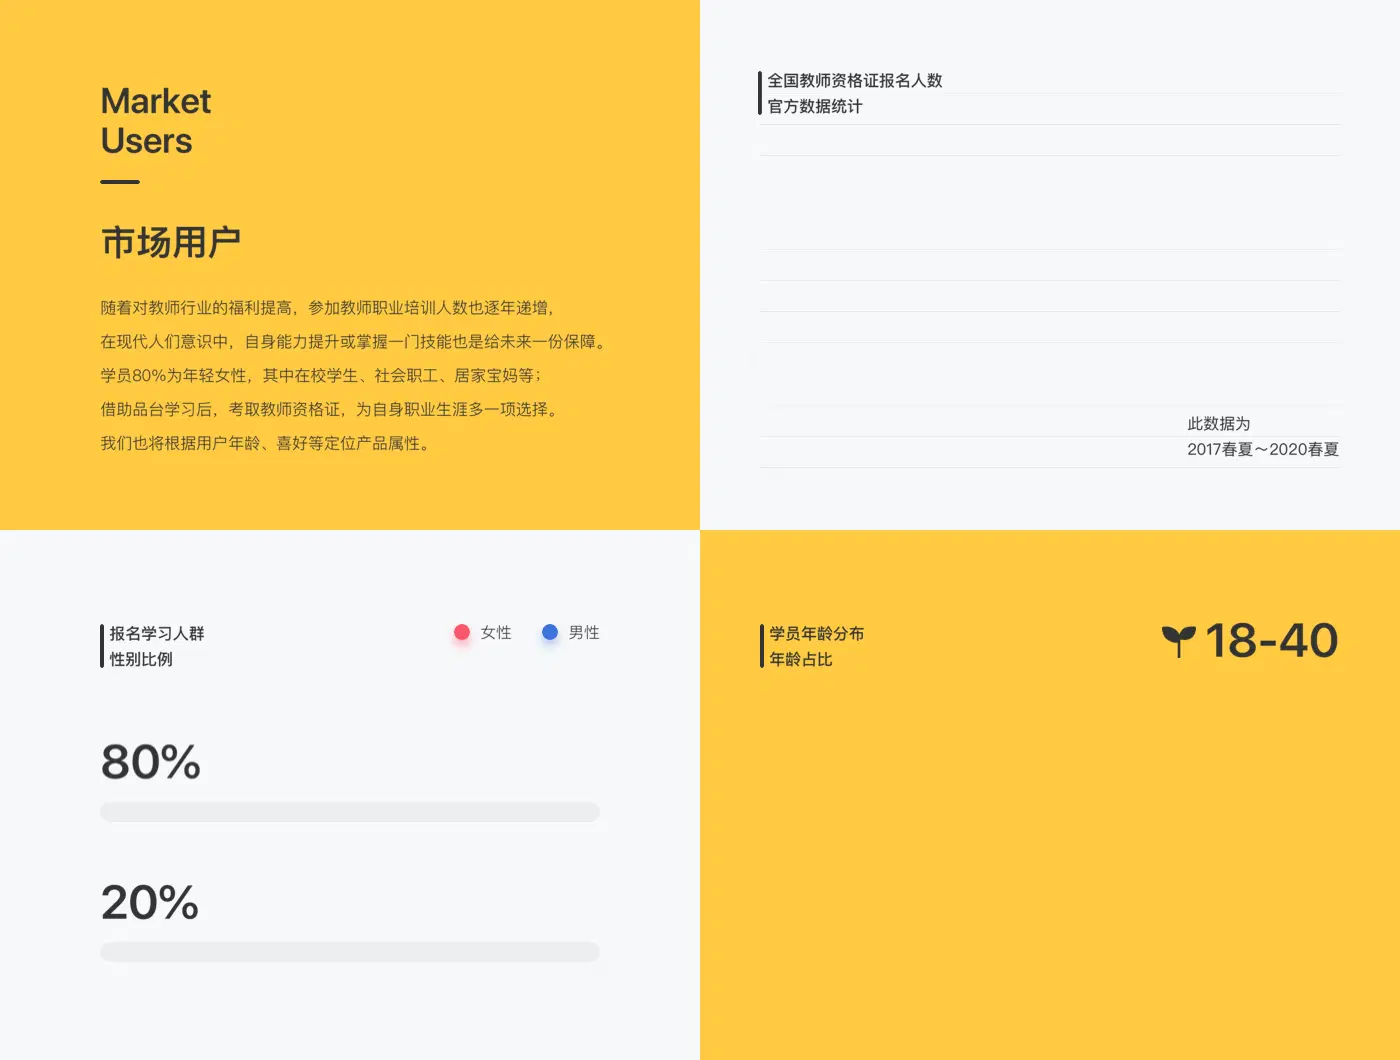 Market
Users
市场用户
随着对教师行业的福利提高，参加教师职业培训人数也逐年递增，
在现代人们意识中，自身能力提升或掌握一门技能也是给未来一份保障。
学员80%为年轻女性，其中在校学生、社会职工、居家宝妈等；
借助品台学习后，考取教师资格证，为自身职业生涯多一项选择。
我们也将根据用户年龄、喜好等定位产品属性。
全国教师资格证报名人数
官方数据统计
此数据为
2017春夏～2020春夏
报名学习人群
性别比例
女性
男性
80%
20%
学员年龄分布
年龄占比
18-40